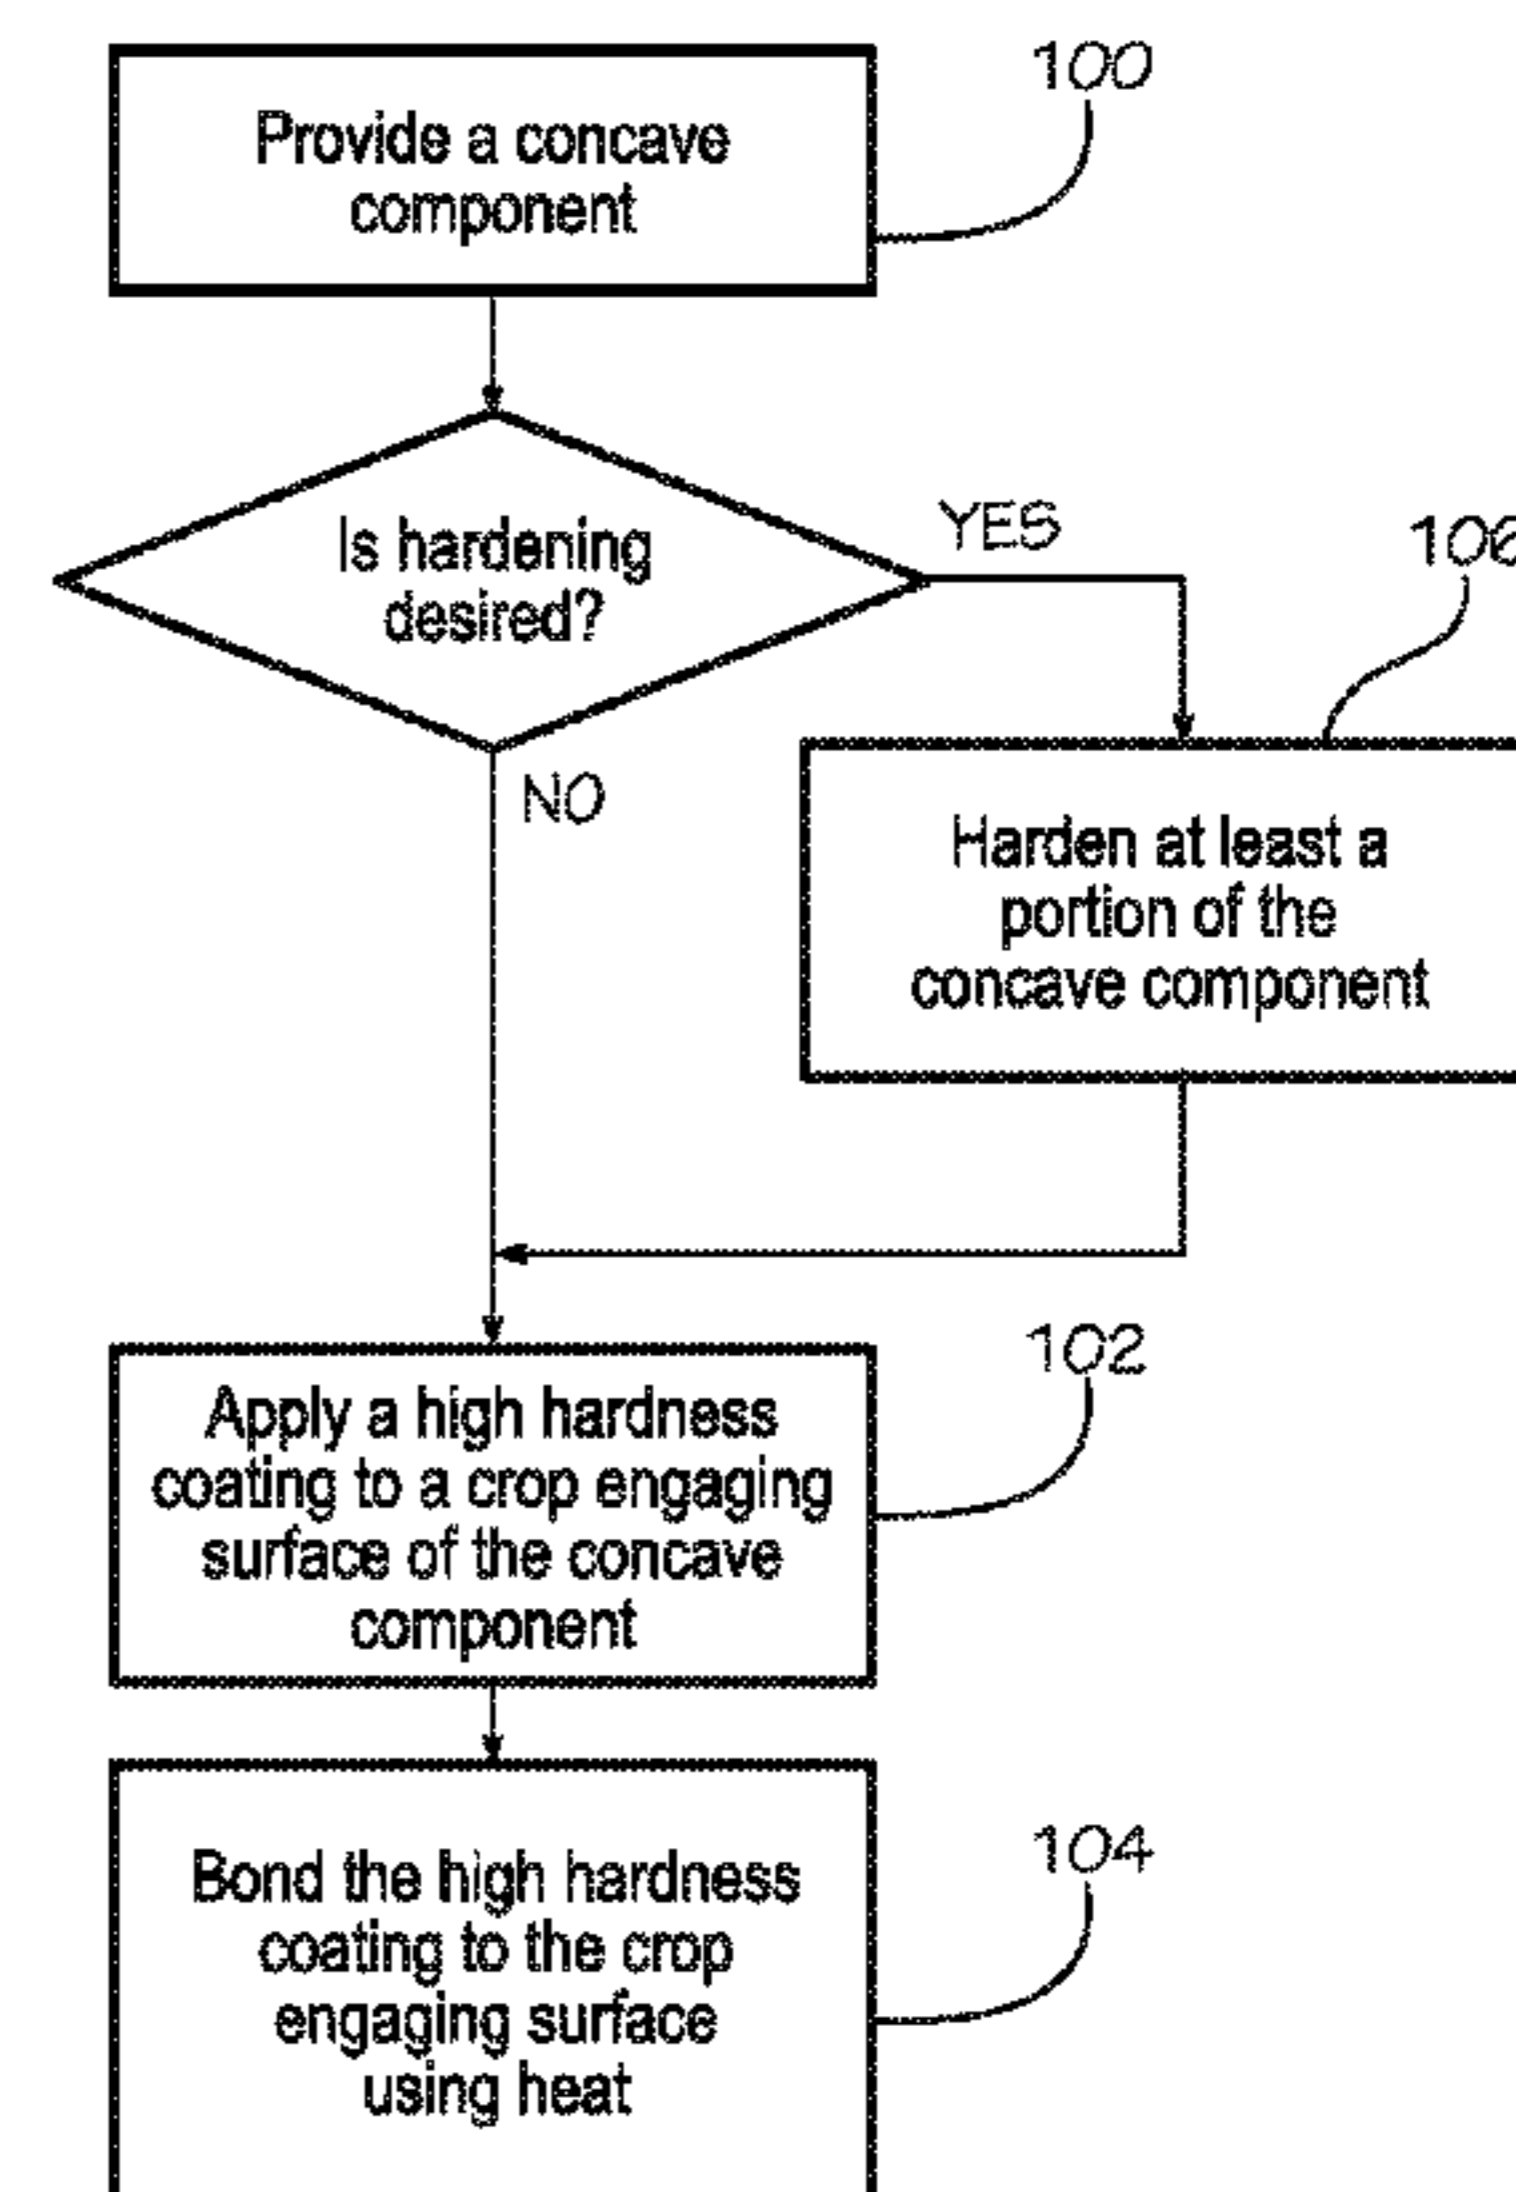 100
Provide a concave
component
Is hardening
desired?
YES
106
NO
Harden at least a
portion of the
concave component
102
Apply a high hardness
coating to a crop engaging
surface of the concave
component
104
Bond the high hardness
coating to the crop
engaging surface
using heat